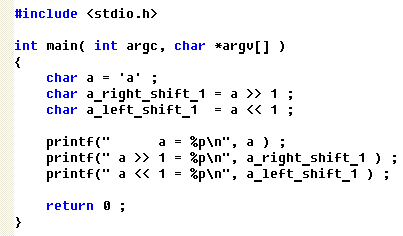 #include <stdio.h>
int main( int argc, char *argv[] )
{
    char a = 'a' ;
    char a_right_shift_1 = a >> 1 ;
    char a_left_shift_1  = a << 1 ;
    printf("      a = %p\n", a ) ;
    printf(" a >> 1 = %p\n", a_right_shift_1 ) ;
    printf(" a << 1 = %p\n", a_left_shift_1 ) ;
    return 0 ;
}